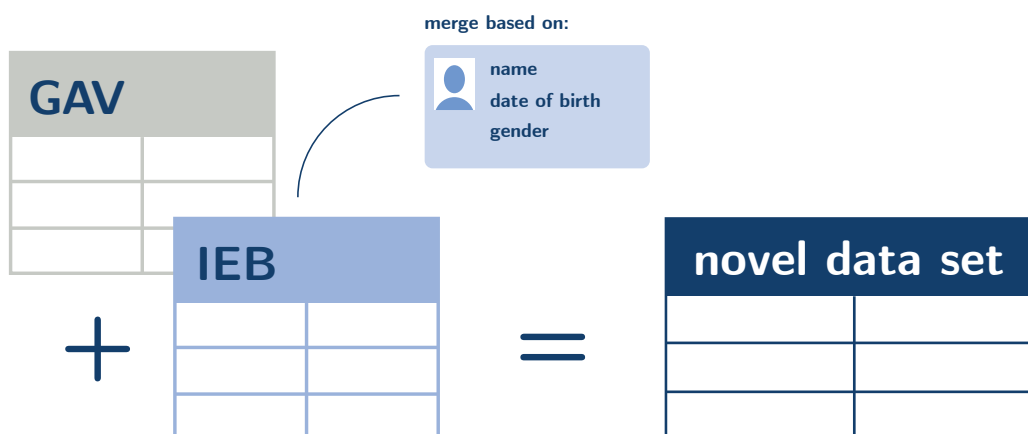 merge based on:
name
date of birth
gender
GAV
IEB
novel data set